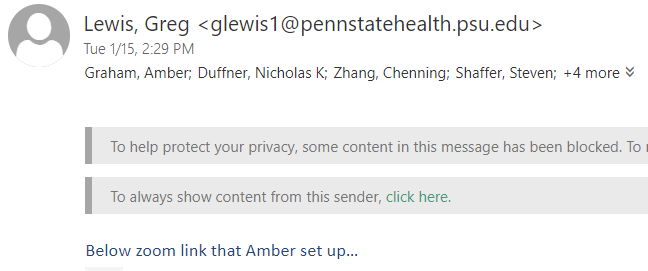 Lewis, Greg <glewis1@pennstatehealth.psu.edu>
Tue 1/15, 2:29 PM
Graham, Amber; Duffner, Nicholas K; Zhang, Chenning; Shaffer, Steven; +4 more
To help protect your privacy, some content in this message has been blocked. To
To always show content from this sender, click here.
Below zoom link that Amber set up...